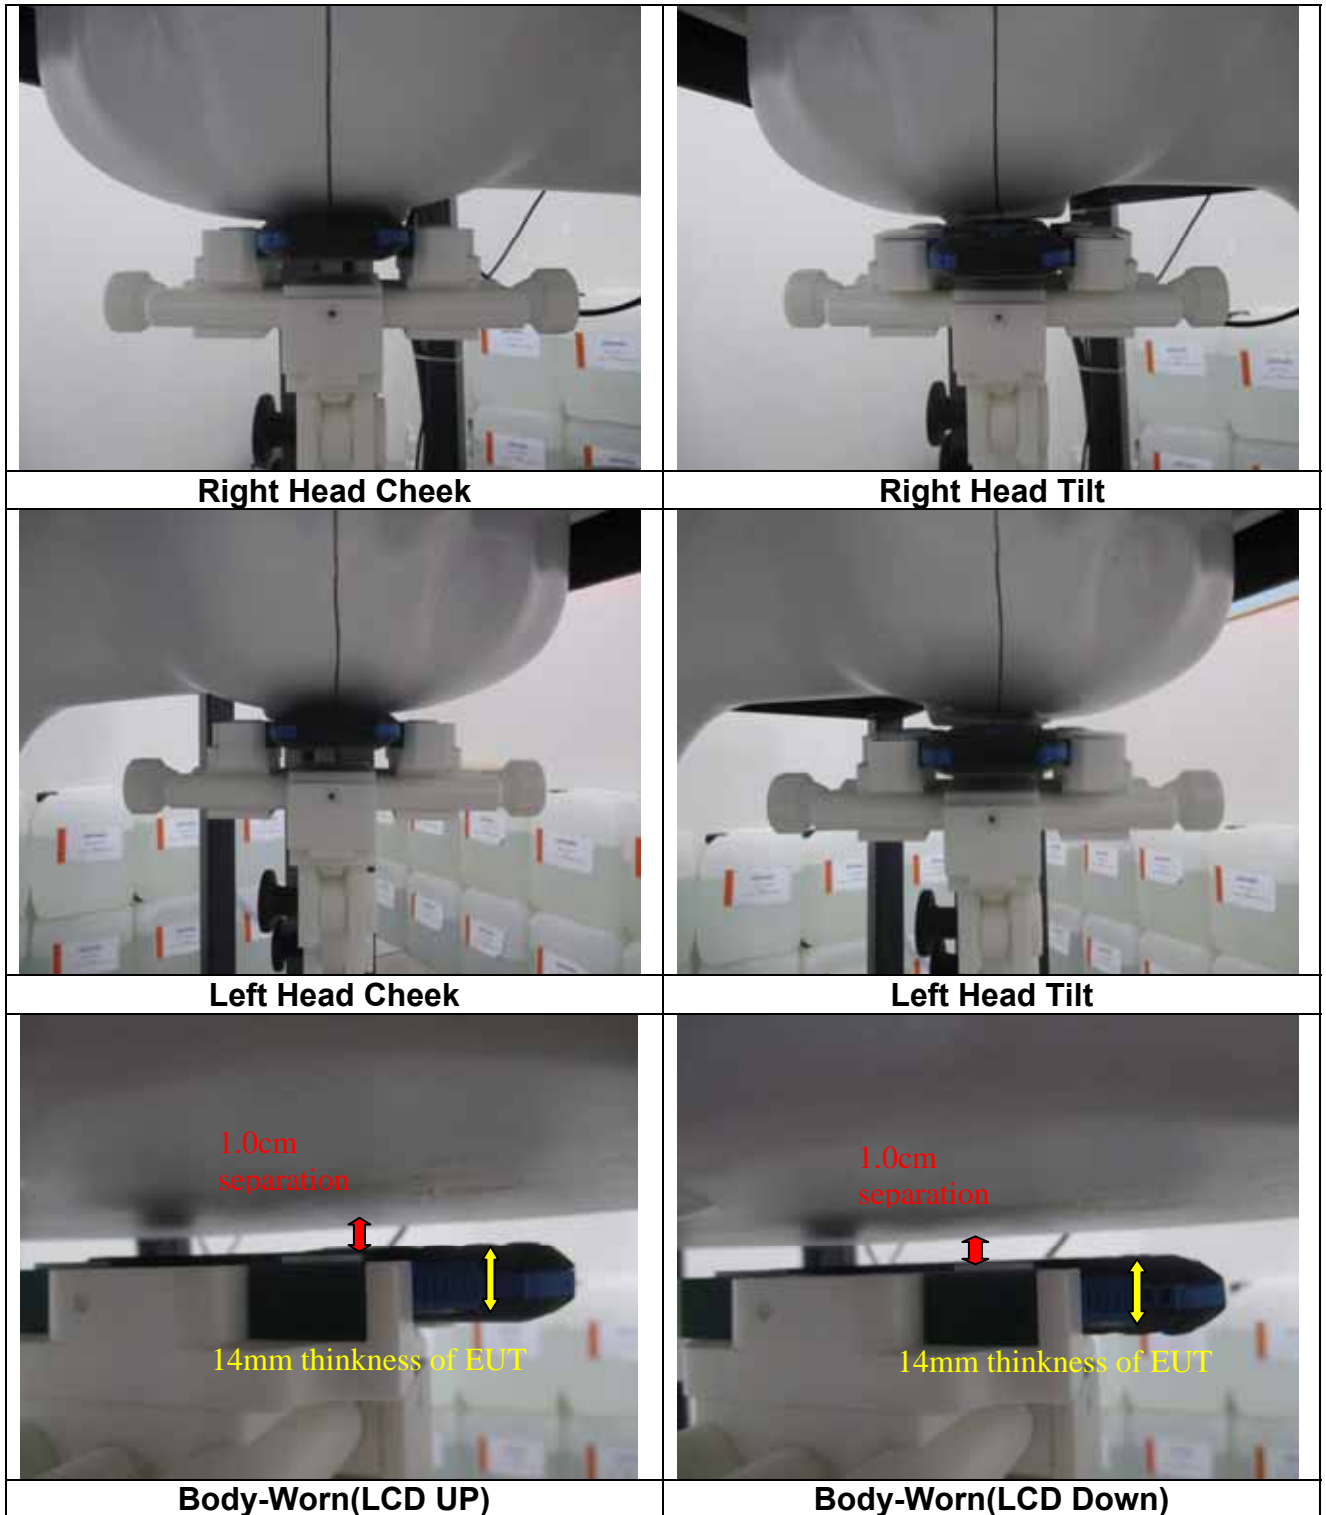 Right Head Cheek
Right Head Tilt
Left Head Cheek
Left Head Tilt
1.0cm
separation
14mm thinkness of EUT
1.0cm
separation
14mm thinkness of EUT
Body-Worn(LCD UP)
Body-Worn(LCD Down)